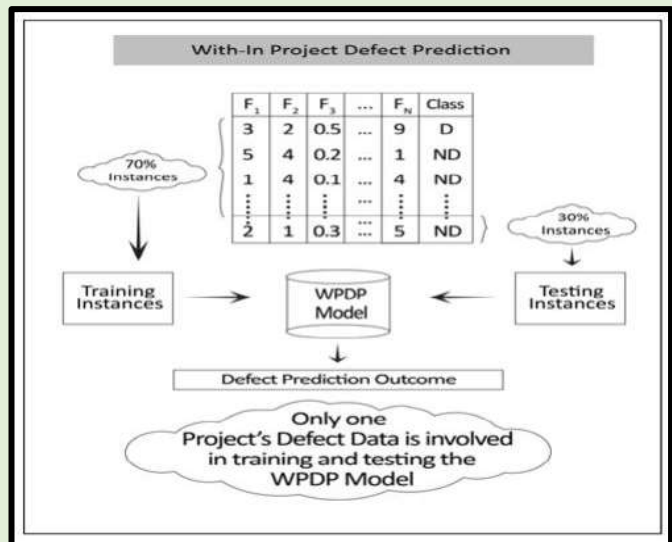 With-In Project Defect Prediction
F₁ F₂ F₃ ... F_N Class
3 2 0.5 ... 9 D
5 4 0.2 ... 1 ND
1 4 0.1 ... 4 ND
2 1 0.3 ... 5 ND
70%
Instances
30%
Instances
Training
Instances
WPDP
Model
Testing
Instances
Defect Prediction Outcome
Only one
Project's Defect Data is involved
in training and testing the
WPDP Model